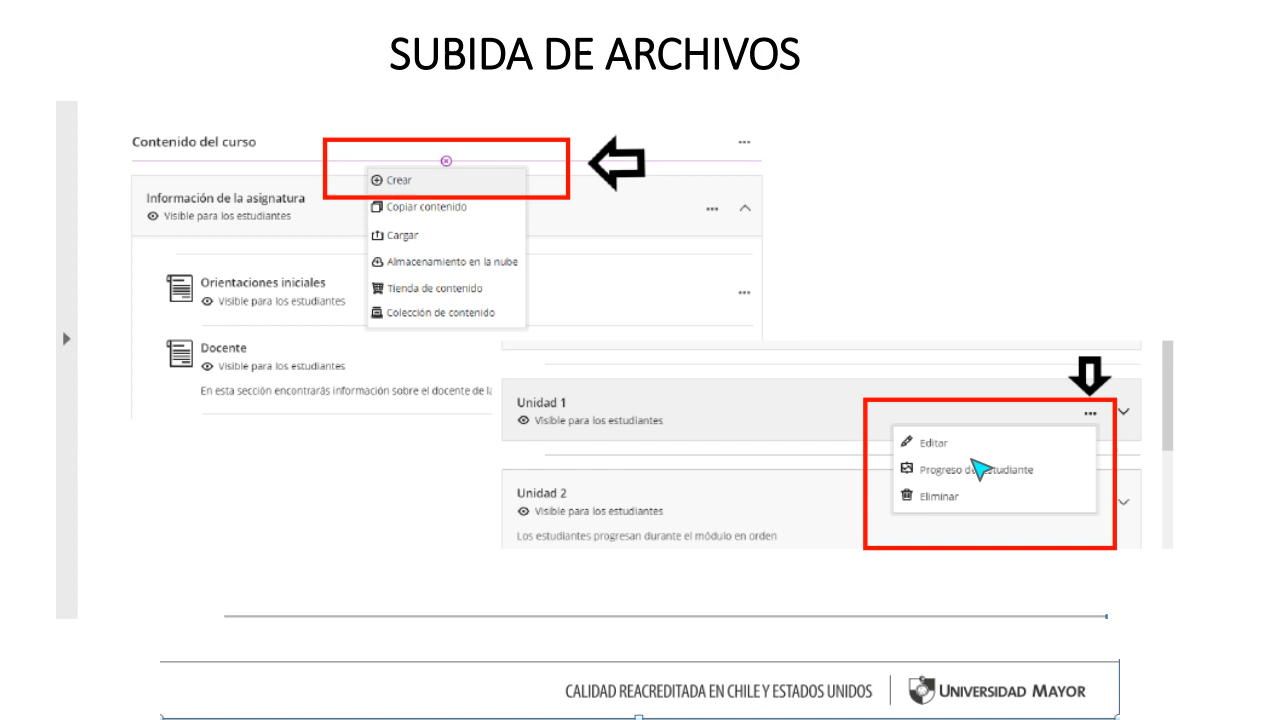 SUBIDA DE ARCHIVOS
Contenido del curso
Crear
Información de la asignatura
Visible para los estudiantes
Copiar contenido
Cargar
Almacenamiento en la nube
Orientaciones iniciales
Visible para los estudiantes
Tienda de contenido
Colección de contenido
Docente
Visible para los estudiantes
En esta sección encontrarás información sobre el docente de la
Unidad 1
Visible para los estudiantes
Editar
Progreso del estudiante
Eliminar
Unidad 2
Visible para los estudiantes
Los estudiantes progresan durante el módulo en orden
CALIDAD REACREDITADA EN CHILE Y ESTADOS UNIDOS
UNIVERSIDAD MAYOR